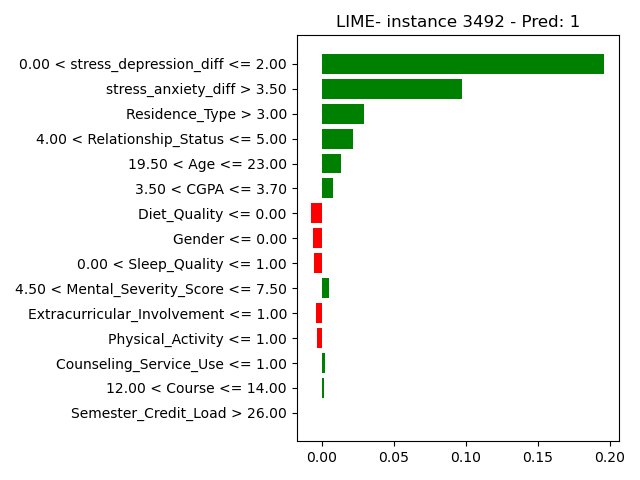 LIME- instance 3492 - Pred: 1
0.00 < stress_depression_diff <= 2.00
stress_anxiety_diff > 3.50
Residence_Type > 3.00
4.00 < Relationship_Status <= 5.00
19.50 < Age <= 23.00
3.50 < CGPA <= 3.70
Diet_Quality <= 0.00
Gender <= 0.00
0.00 < Sleep_Quality <= 1.00
4.50 < Mental_Severity_Score <= 7.50
Extracurricular_Involvement <= 1.00
Physical_Activity <= 1.00
Counseling_Service_Use <= 1.00
12.00 < Course <= 14.00
Semester_Credit_Load > 26.00
0.00 0.05 0.10 0.15 0.20